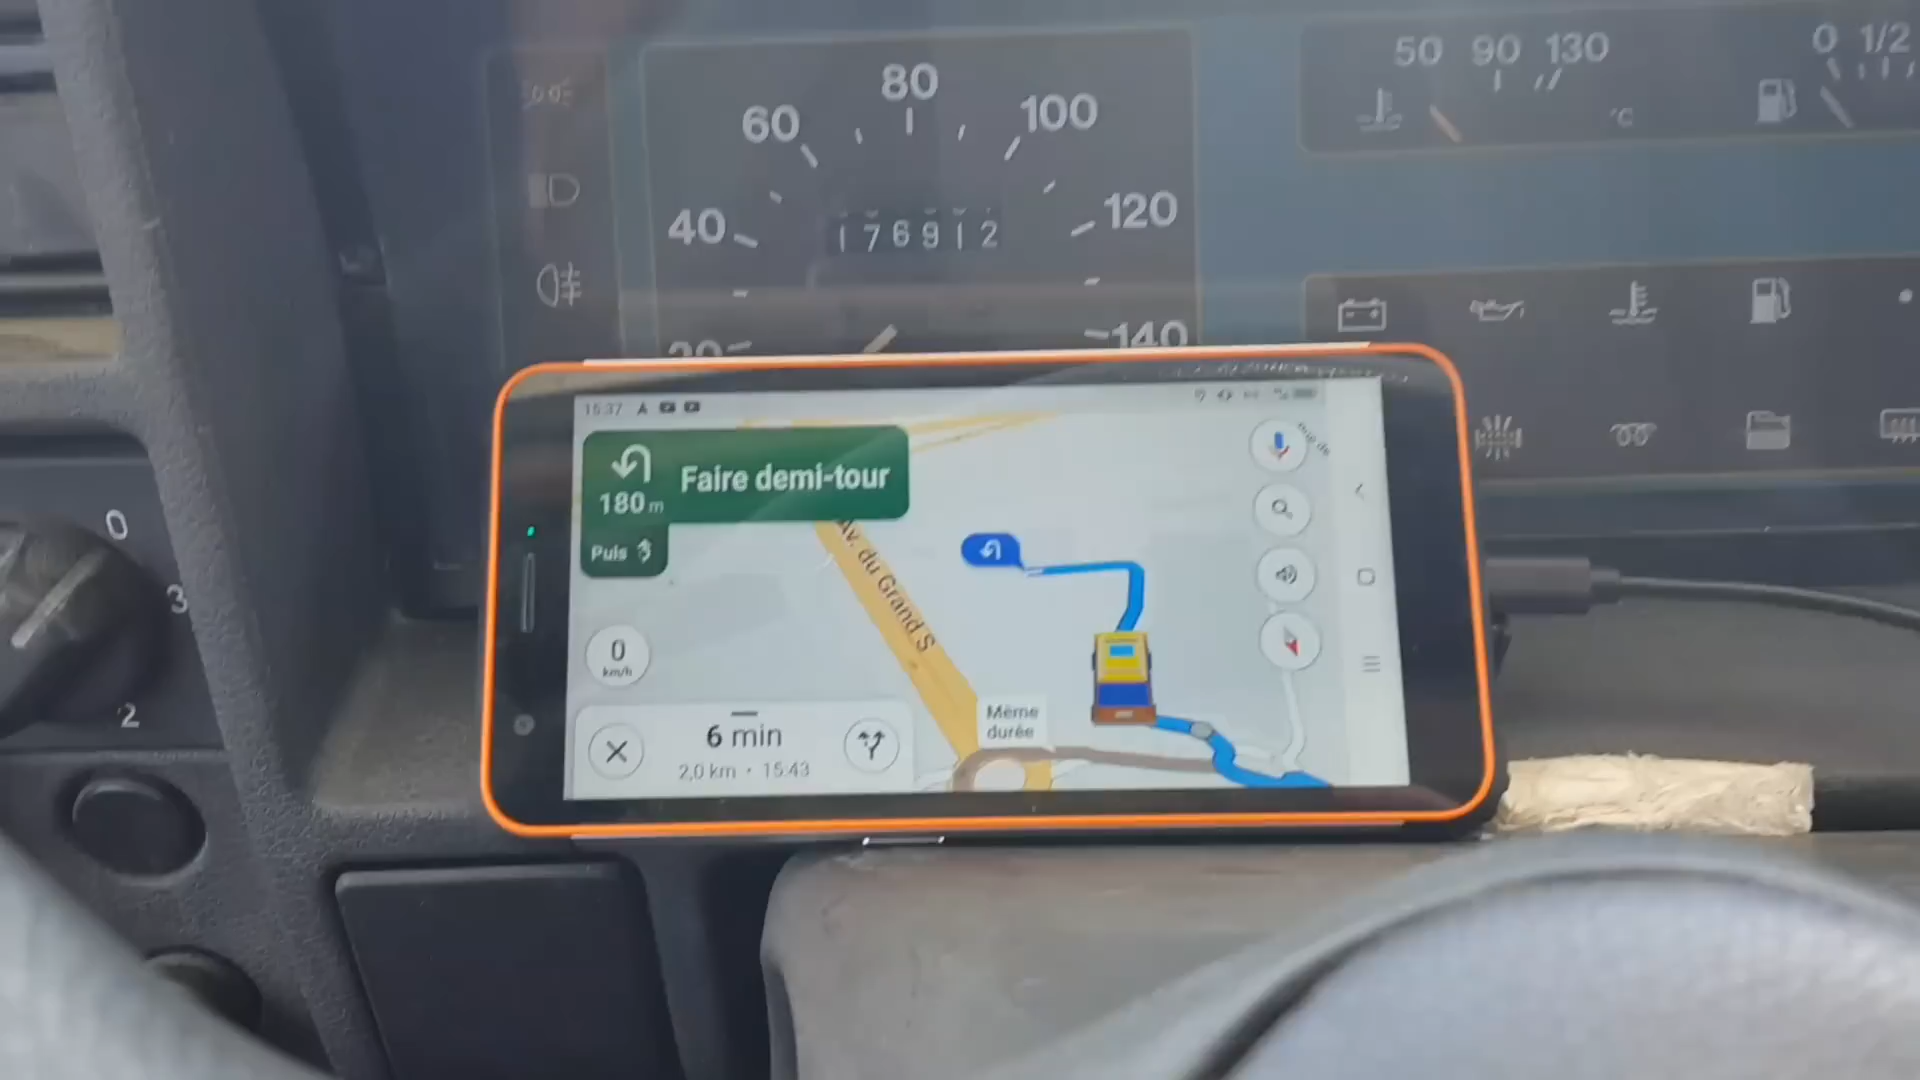 50 90 130
0 1/2
80
60
100
°C
40
120
176912
20
140
15:37
Faire demi-tour
180 m
Puis
Av. du Grand S
0
km/h
Même
durée
6 min
2,0 km · 15:43
0
3
2